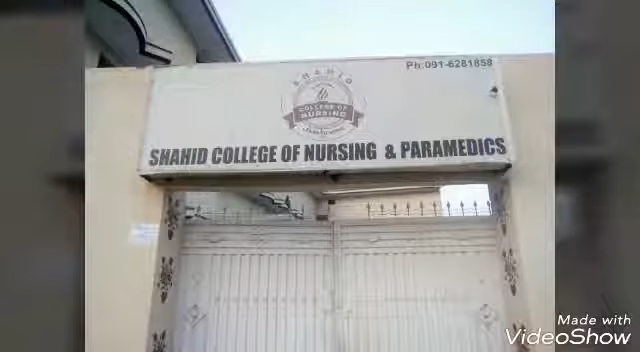 Ph:091-6281858
SHAHID
COLLEGE OF
NURSING
SHAHID COLLEGE OF NURSING & PARAMEDICS
Made with
VideoShow